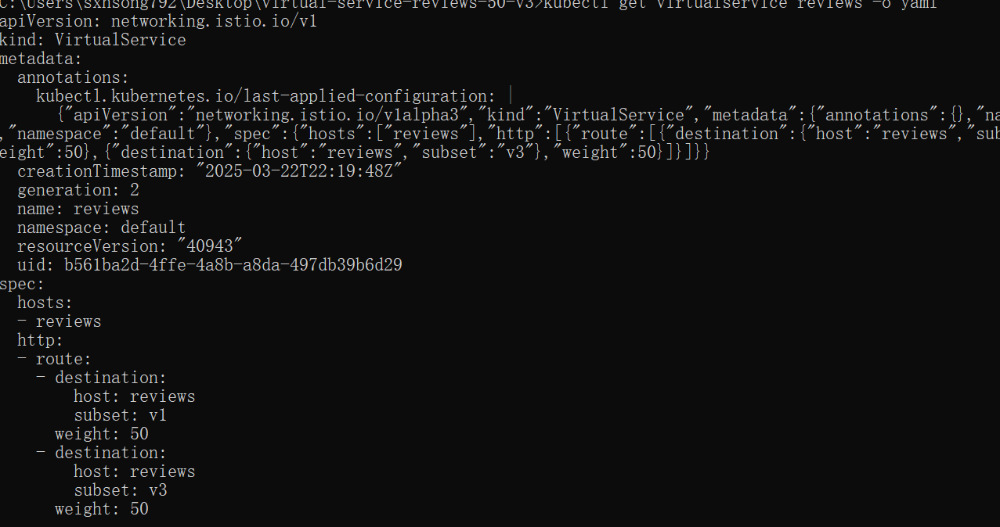 C:\Users\sxnsong792\Desktop\virtual-service-reviews-50-v3>kubectl get virtualservice reviews -o yaml
apiVersion: networking.istio.io/v1
kind: VirtualService
metadata:
  annotations:
    kubectl.kubernetes.io/last-applied-configuration: |
      {"apiVersion":"networking.istio.io/v1alpha3","kind":"VirtualService","metadata":{"annotations":{},"na
,"namespace":"default"},"spec":{"hosts":["reviews"],"http":[{"route":[{"destination":{"host":"reviews","sub
eight":50},{"destination":{"host":"reviews","subset":"v3"},"weight":50}]}]}}
  creationTimestamp: "2025-03-22T22:19:48Z"
  generation: 2
  name: reviews
  namespace: default
  resourceVersion: "40943"
  uid: b561ba2d-4ffe-4a8b-a8da-497db39b6d29
spec:
  hosts:
  - reviews
  http:
  - route:
    - destination:
        host: reviews
        subset: v1
      weight: 50
    - destination:
        host: reviews
        subset: v3
      weight: 50